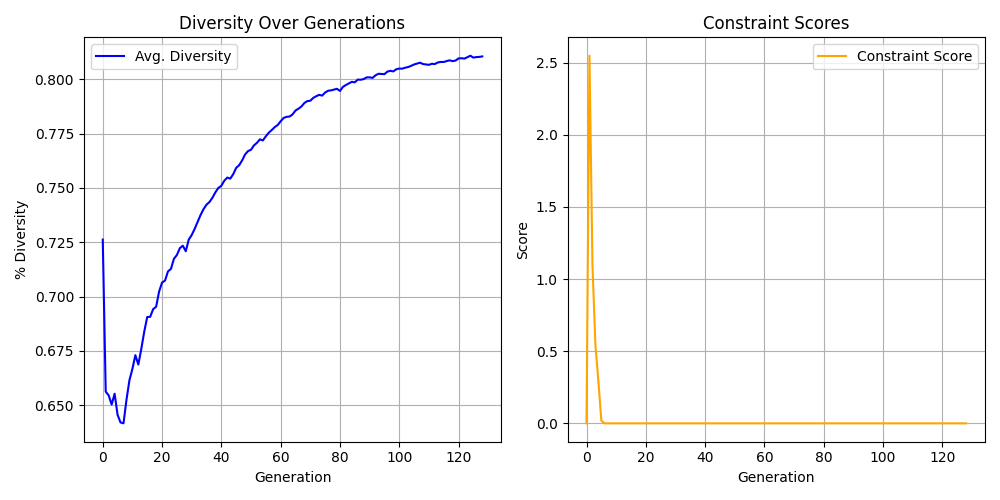 Diversity Over Generations
Avg. Diversity
% Diversity
0.800
0.775
0.750
0.725
0.700
0.675
0.650
0 20 40 60 80 100 120
Generation
Constraint Scores
Constraint Score
Score
2.5
2.0
1.5
1.0
0.5
0.0
0 20 40 60 80 100 120
Generation